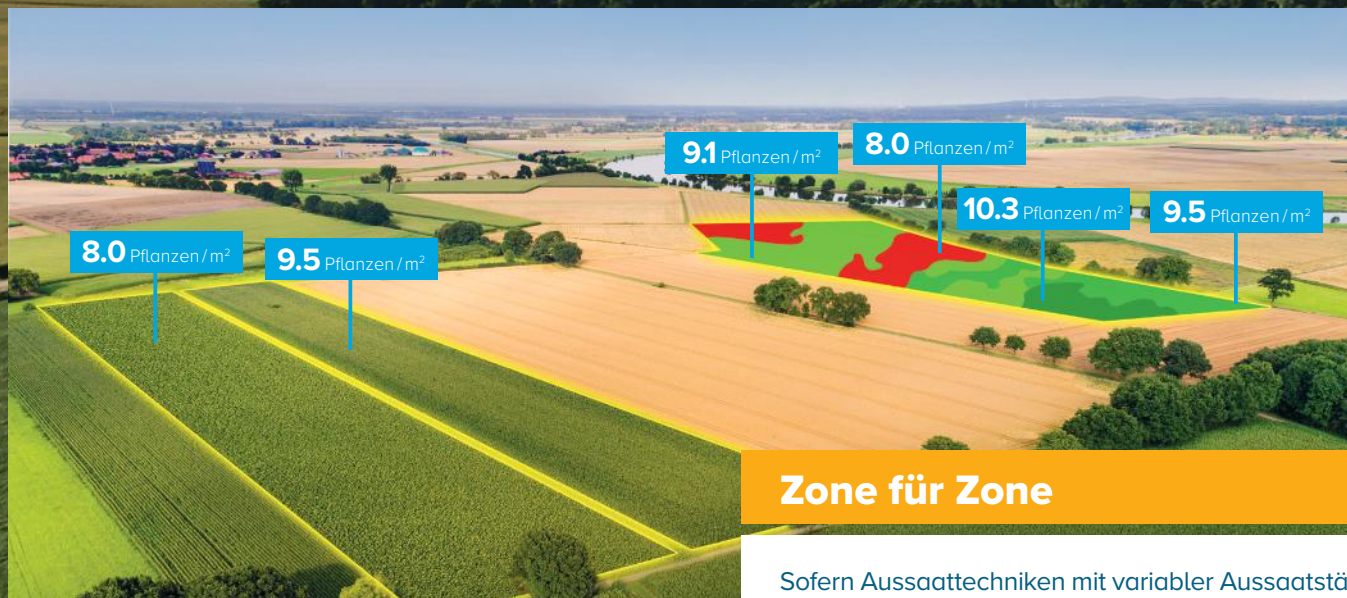 9.1 Pflanzen / m²
8.0 Pflanzen / m²
10.3 Pflanzen / m²
9.5 Pflanzen / m²
8.0 Pflanzen / m²
9.5 Pflanzen / m²
Zone für Zone
Sofern Aussaattechniken mit variabler